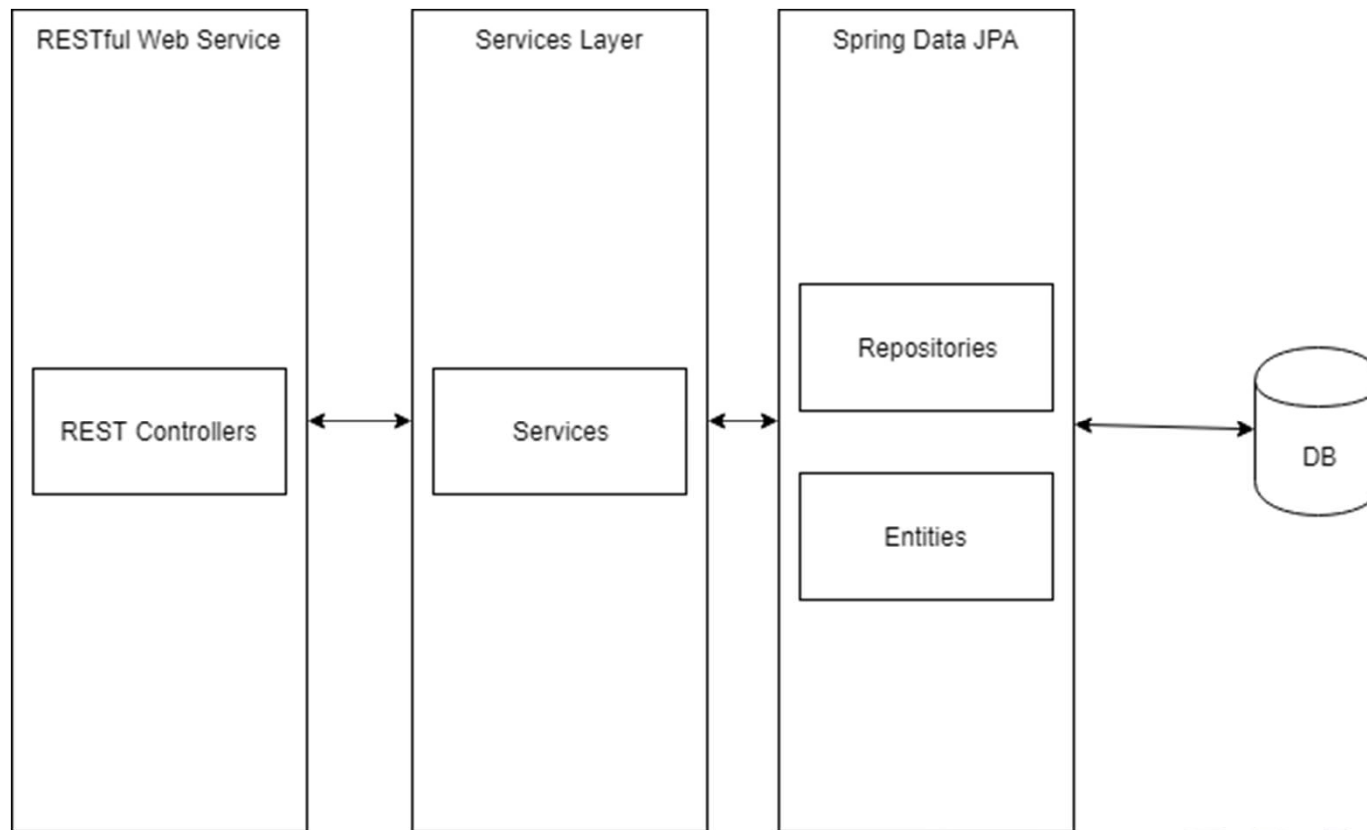 RESTful Web Service
Services Layer
Spring Data JPA
REST Controllers
Services
Repositories
Entities
DB